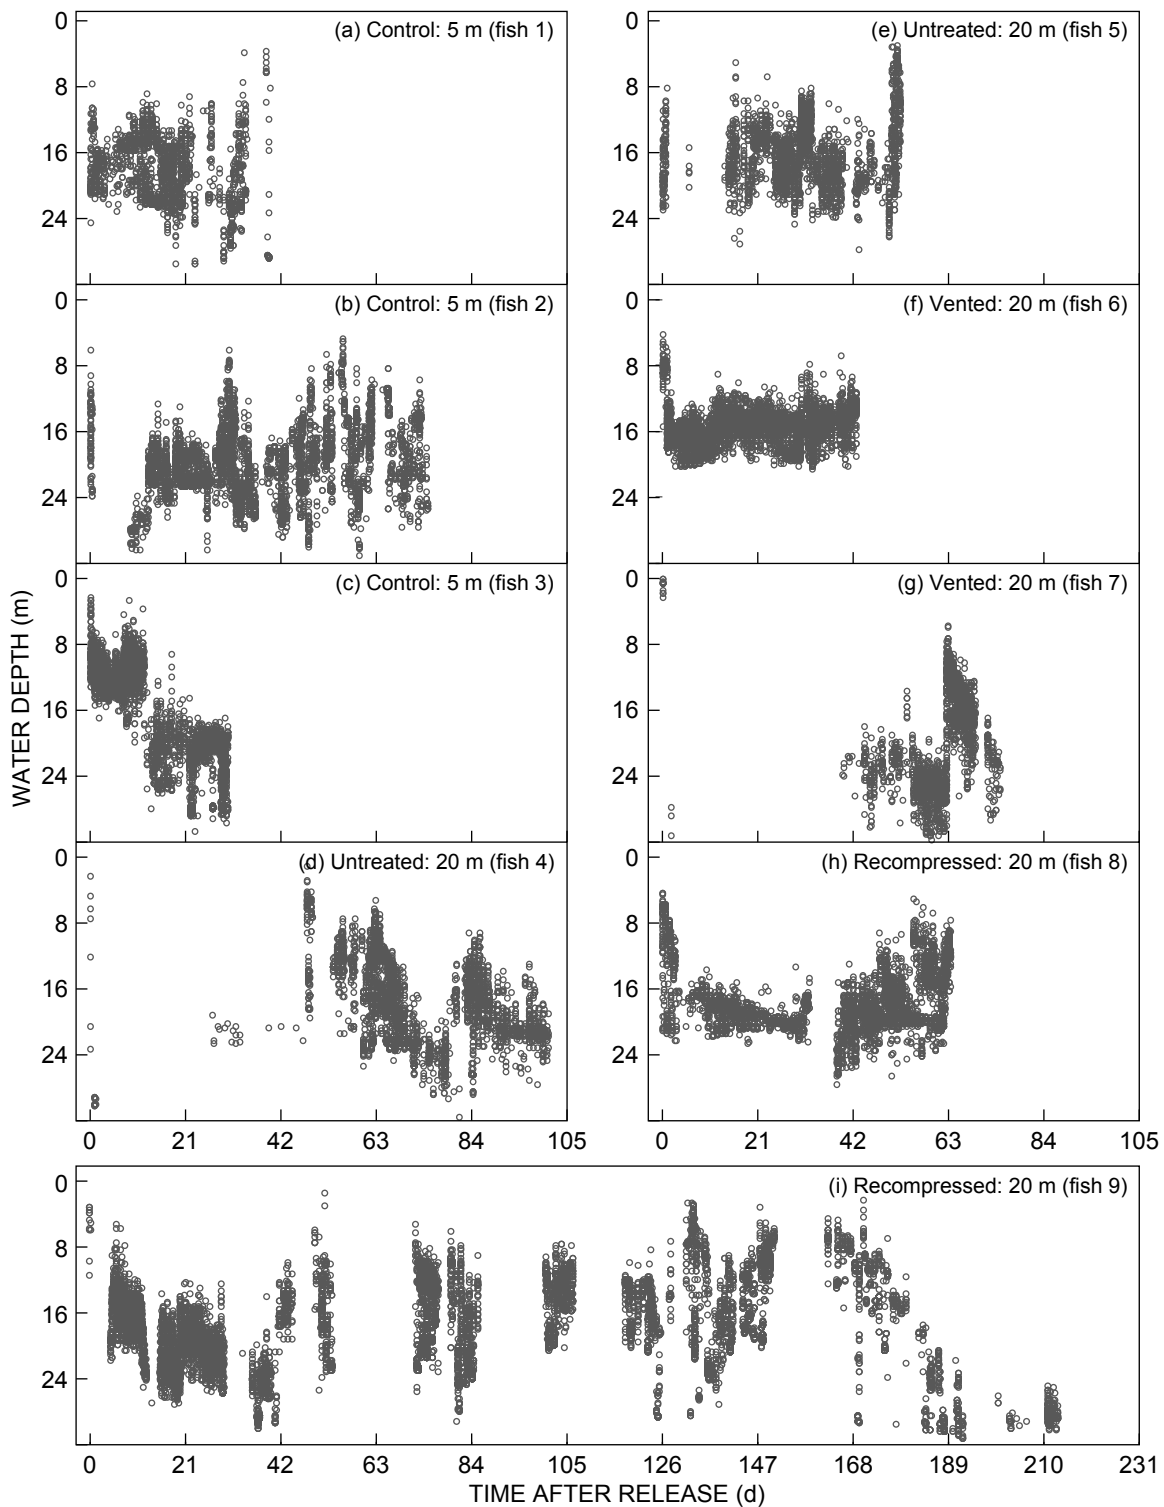 (a) Control: 5 m (fish 1)
0
8
16
24
(e) Untreated: 20 m (fish 5)
0
8
16
24
(b) Control: 5 m (fish 2)
0
8
16
24
(f) Vented: 20 m (fish 6)
0
8
16
24
(c) Control: 5 m (fish 3)
0
8
16
24
(g) Vented: 20 m (fish 7)
0
8
16
24
WATER DEPTH (m)
(d) Untreated: 20 m (fish 4)
0
8
16
24
0 21 42 63 84 105
(h) Recompressed: 20 m (fish 8)
0
8
16
24
0 21 42 63 84 105
(i) Recompressed: 20 m (fish 9)
0
8
16
24
0 21 42 63 84 105 126 147 168 189 210 231
TIME AFTER RELEASE (d)